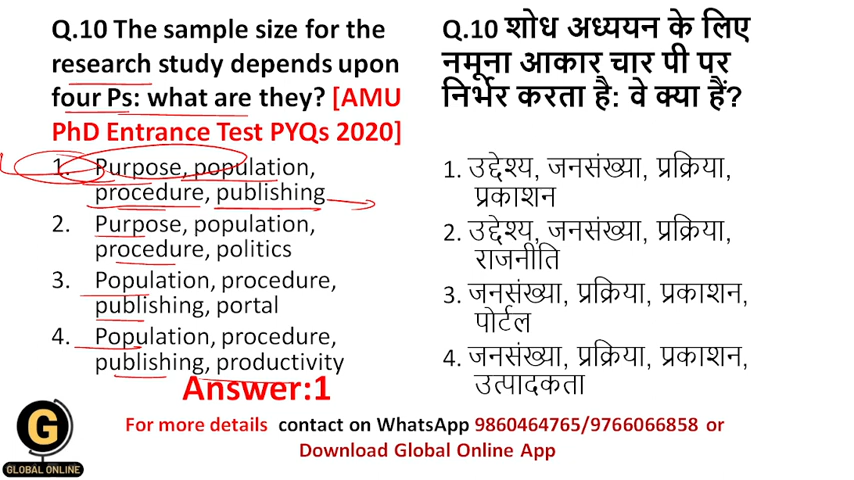 Q.10 The sample size for the
research study depends upon
four Ps: what are they? [AMU
PhD Entrance Test PYQs 2020]
1. Purpose, population,
procedure, publishing
2. Purpose, population,
procedure, politics
3. Population, procedure,
publishing, portal
4. Population, procedure,
publishing, productivity
Answer:1
Q.10 शोध अध्ययन के लिए
नमूना आकार चार पी पर
निर्भर करता है: वे क्या हैं?
1. उद्देश्य, जनसंख्या, प्रक्रिया,
प्रकाशन
2. उद्देश्य, जनसंख्या, प्रक्रिया,
राजनीति
3. जनसंख्या, प्रक्रिया, प्रकाशन,
पोर्टल
4. जनसंख्या, प्रक्रिया, प्रकाशन,
उत्पादकता
For more details contact on WhatsApp 9860464765/9766066858 or
Download Global Online App
G
GLOBAL ONLINE